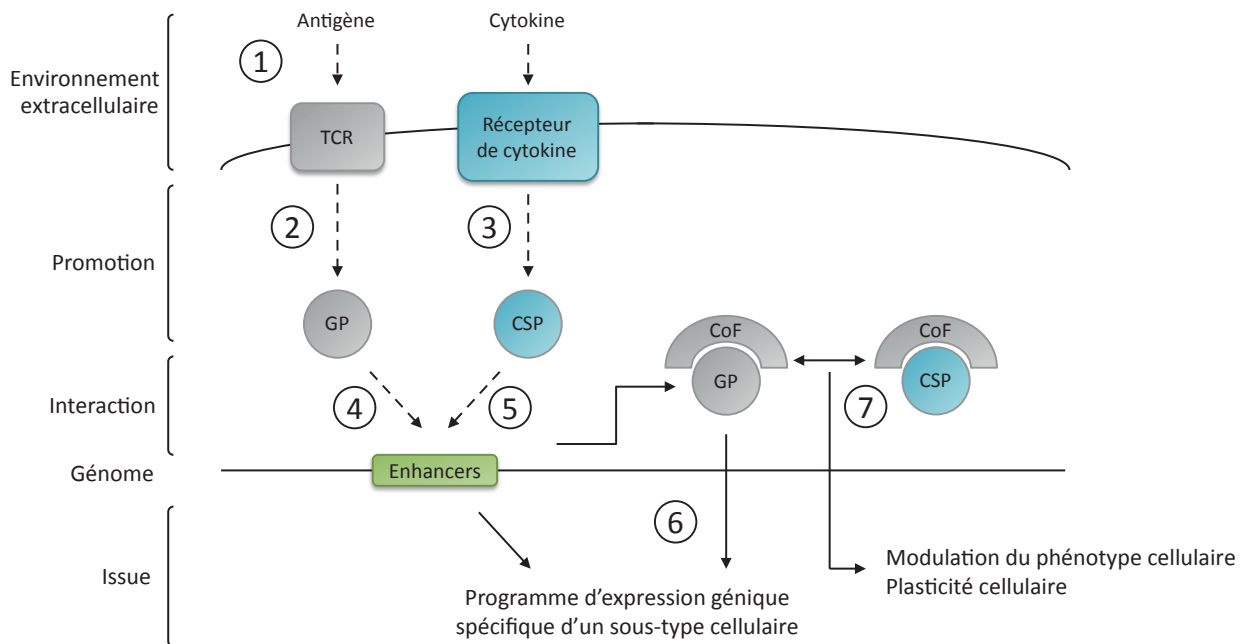 Antigène
Cytokine
1
Environnement
extracellulaire
TCR
Récepteur
de cytokine
2
3
Promotion
GP
CSP
CoF
CoF
GP
CSP
Interaction
4
5
7
Génome
Enhancers
6
Issue
Modulation du phénotype cellulaire
Plasticité cellulaire
Programme d'expression génique
spécifique d'un sous-type cellulaire